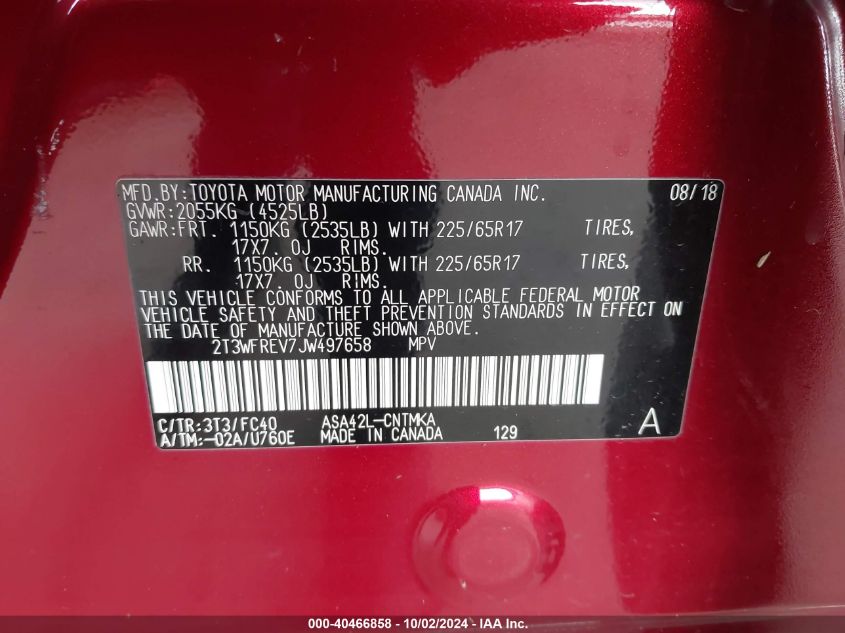 MFD.BY:TOYOTA MOTOR MANUFACTURING CANADA INC. 08/18
GVWR:2055KG (4525LB)
GAWR:FRT. 1150KG (2535LB) WITH 225/65R17 TIRES,
17X7.0J RIMS.
RR. 1150KG (2535LB) WITH 225/65R17 TIRES,
17X7.0J RIMS.
THIS VEHICLE CONFORMS TO ALL APPLICABLE FEDERAL MOTOR
VEHICLE SAFETY AND THEFT PREVENTION STANDARDS IN EFFECT ON
THE DATE OF MANUFACTURE SHOWN ABOVE.
2T3WFREV7JW497658 MPV
C/TR:3T3/FC40 ASA42L-CNTMKA
A/TM:-02A/U760E MADE IN CANADA 129 A
000-40466858 - 10/02/2024 - IAA Inc.